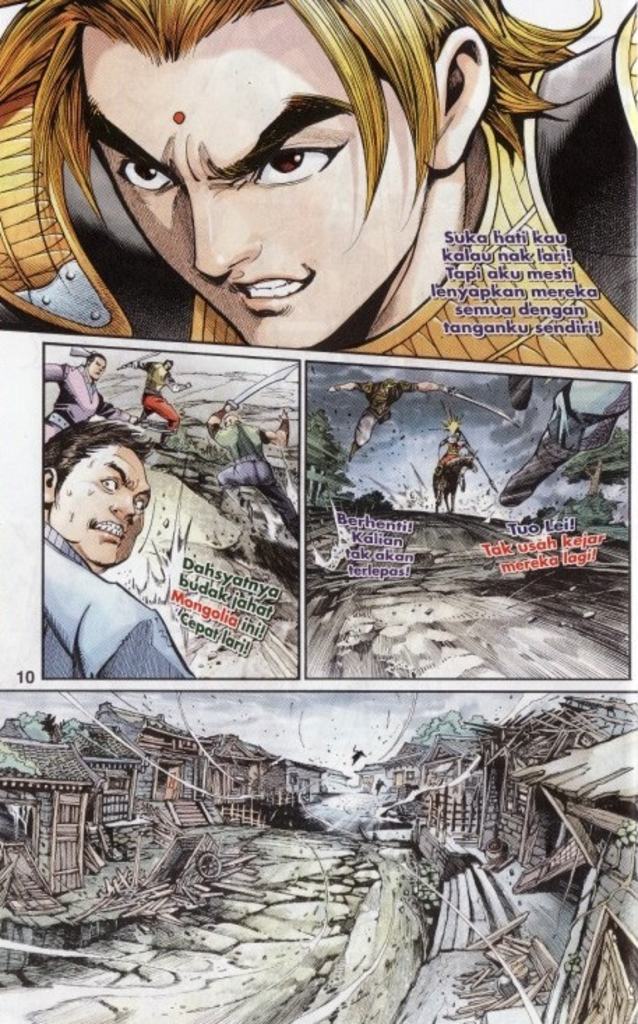 Suka hati kau
kalau nak lari!
Tapi aku mesti
lenyapkan mereka
semua dengan
tanganku sendiri!
Dahsyatnya
budak jahat
Mongolia ini!
Cepat lari!
Berhenti!
Kalian
tak akan
terlepas!
Tuo Lei!
Tak usah kejar
mereka lagi!
10